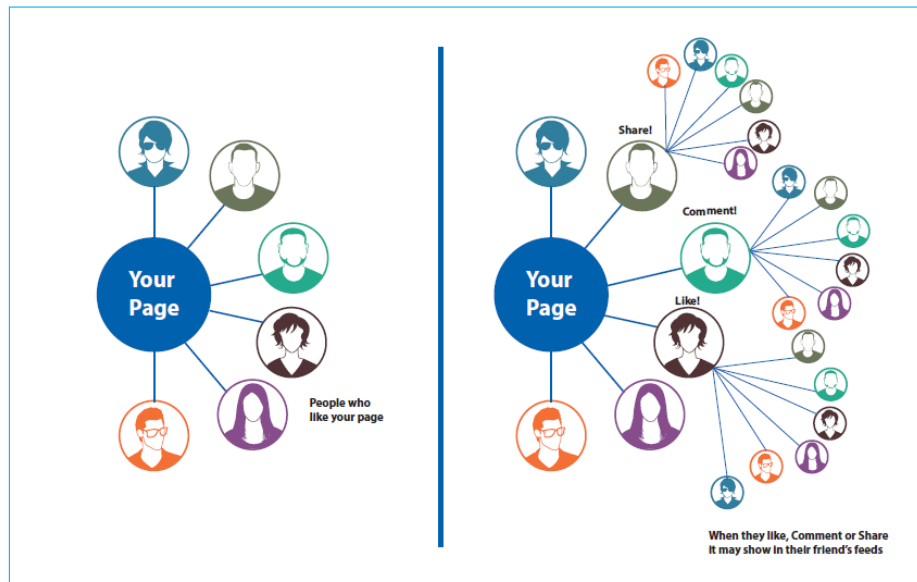 Your
Page
People who
like your page
Share!
Comment!
Your
Page
Like!
When they like, Comment or Share
it may show in their friend's feeds